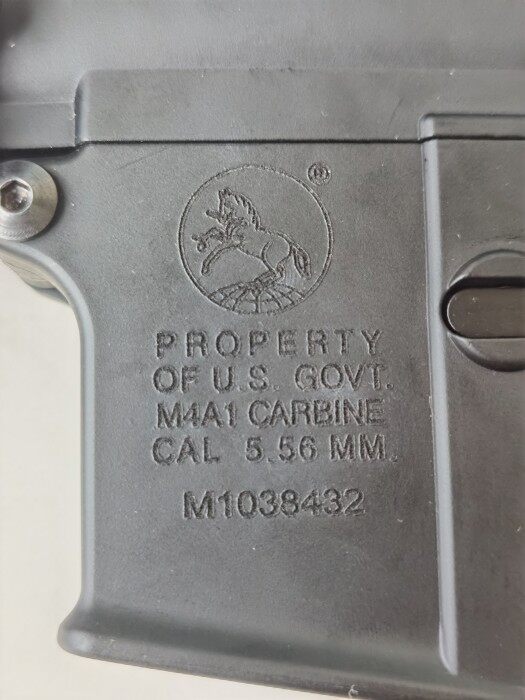 ®
PROPERTY
OF U.S. GOVT.
M4A1 CARBINE
CAL 5.56 MM.
M1038432